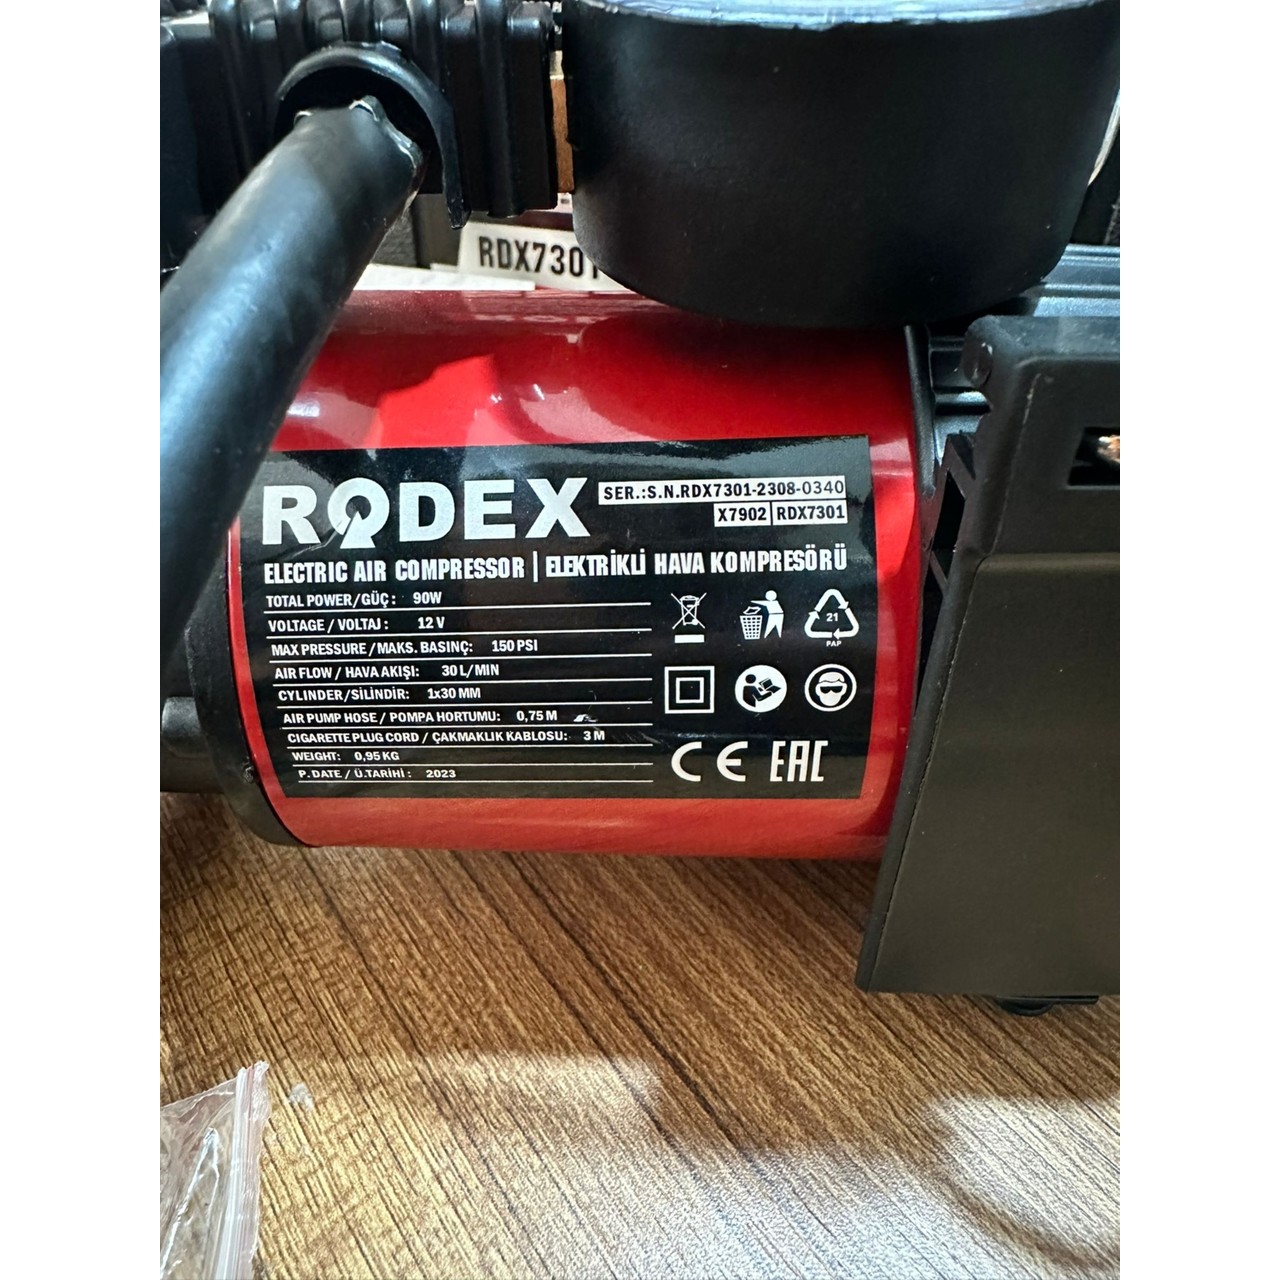 RDX7301
RODEX
SER.:S.N.RDX7301-2308-0340
X7902 RDX7301
ELECTRIC AIR COMPRESSOR | ELEKTRİKLİ HAVA KOMPRESÖRÜ
TOTAL POWER/GÜÇ: 90W
VOLTAGE / VOLTAJ: 12 V
MAX PRESSURE / MAKS. BASINÇ: 150 PSI
AIR FLOW / HAVA AKIŞI: 30 L/MIN
CYLINDER/SİLİNDİR: 1x30 MM
AIR PUMP HOSE / POMPA HORTUMU: 0,75 M
CIGARETTE PLUG CORD / ÇAKMAKLIK KABLOSU: 3 M
WEIGHT: 0,95 KG
P. DATE / Ü.TARİHİ: 2023
21
PAP
CE EAC